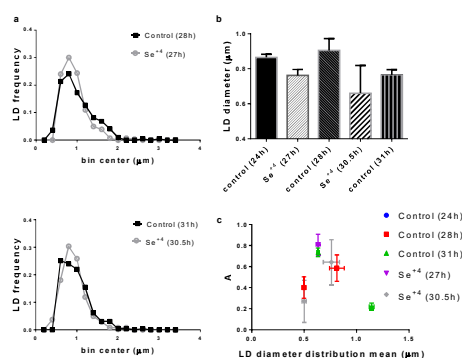 a
Control (28h)
Se⁺⁴ (27h)
LD frequency
0.4
0.3
0.2
0.1
0.0
0
1
2
3
4
bin center (μm)
b
LD diameter (μm)
1.0
0.8
0.6
0.4
0.2
0.0
control (24h)
Se⁺⁴ (27h)
control (28h)
Se⁺⁴ (30.5h)
control (31h)
Control (31h)
Se⁺⁴ (30.5h)
LD frequency
0.4
0.3
0.2
0.1
0.0
0
1
2
3
4
bin center (μm)
c
A
1.0
0.8
0.6
0.4
0.2
0.0
0.0
0.5
1.0
1.5
LD diameter distribution mean (μm)
Control (24h)
Control (28h)
Control (31h)
Se⁺⁴ (27h)
Se⁺⁴ (30.5h)